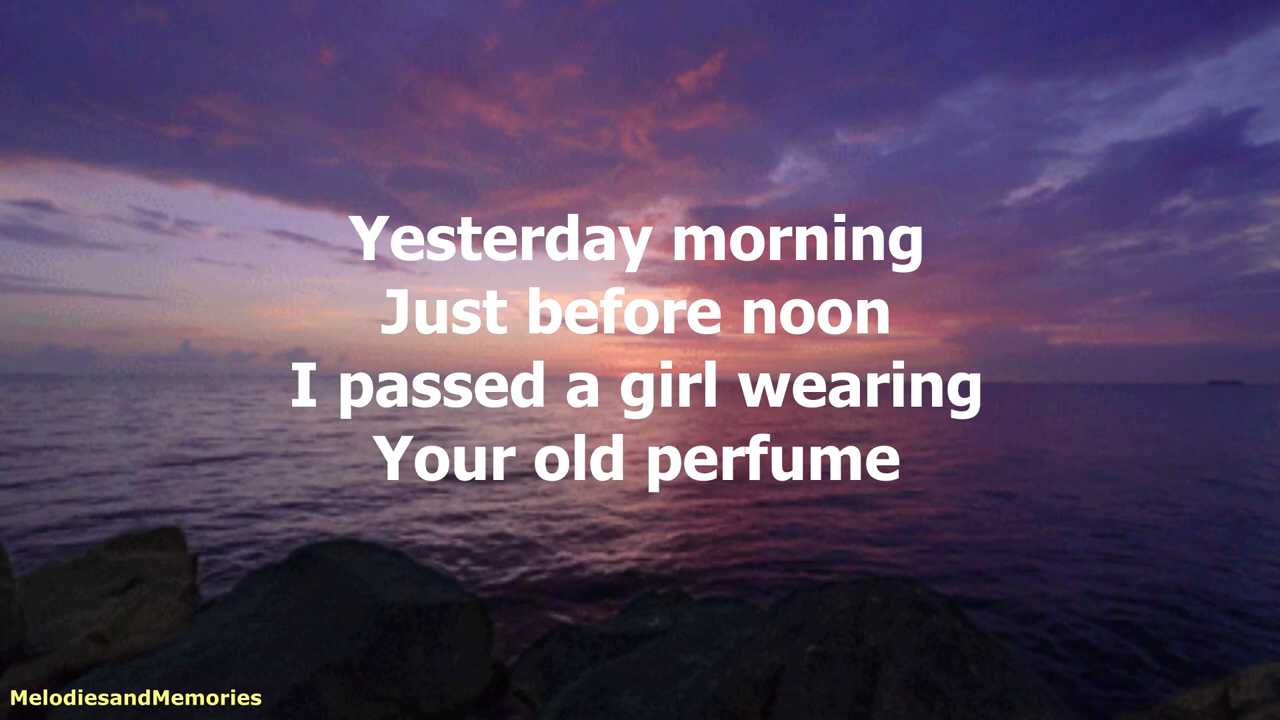 Yesterday morning
Just before noon
I passed a girl wearing
Your old perfume
MelodiesandMemories